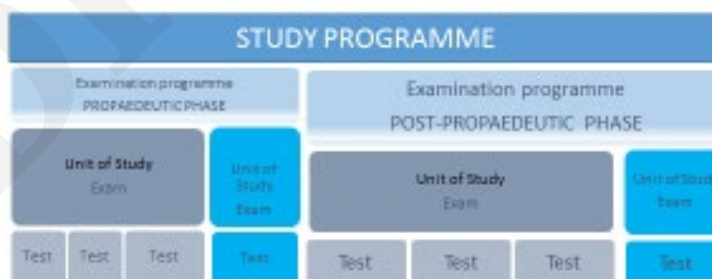 STUDY PROGRAMME
Examination programme
PROPAEDEUTIC PHASE
Examination programme
POST-PROPAEDEUTIC PHASE
Unit of Study
Exam
Unit of
Study
Exam
Unit of Study
Exam
Unit of Study
Exam
Test Test Test Test
Test Test Test Test